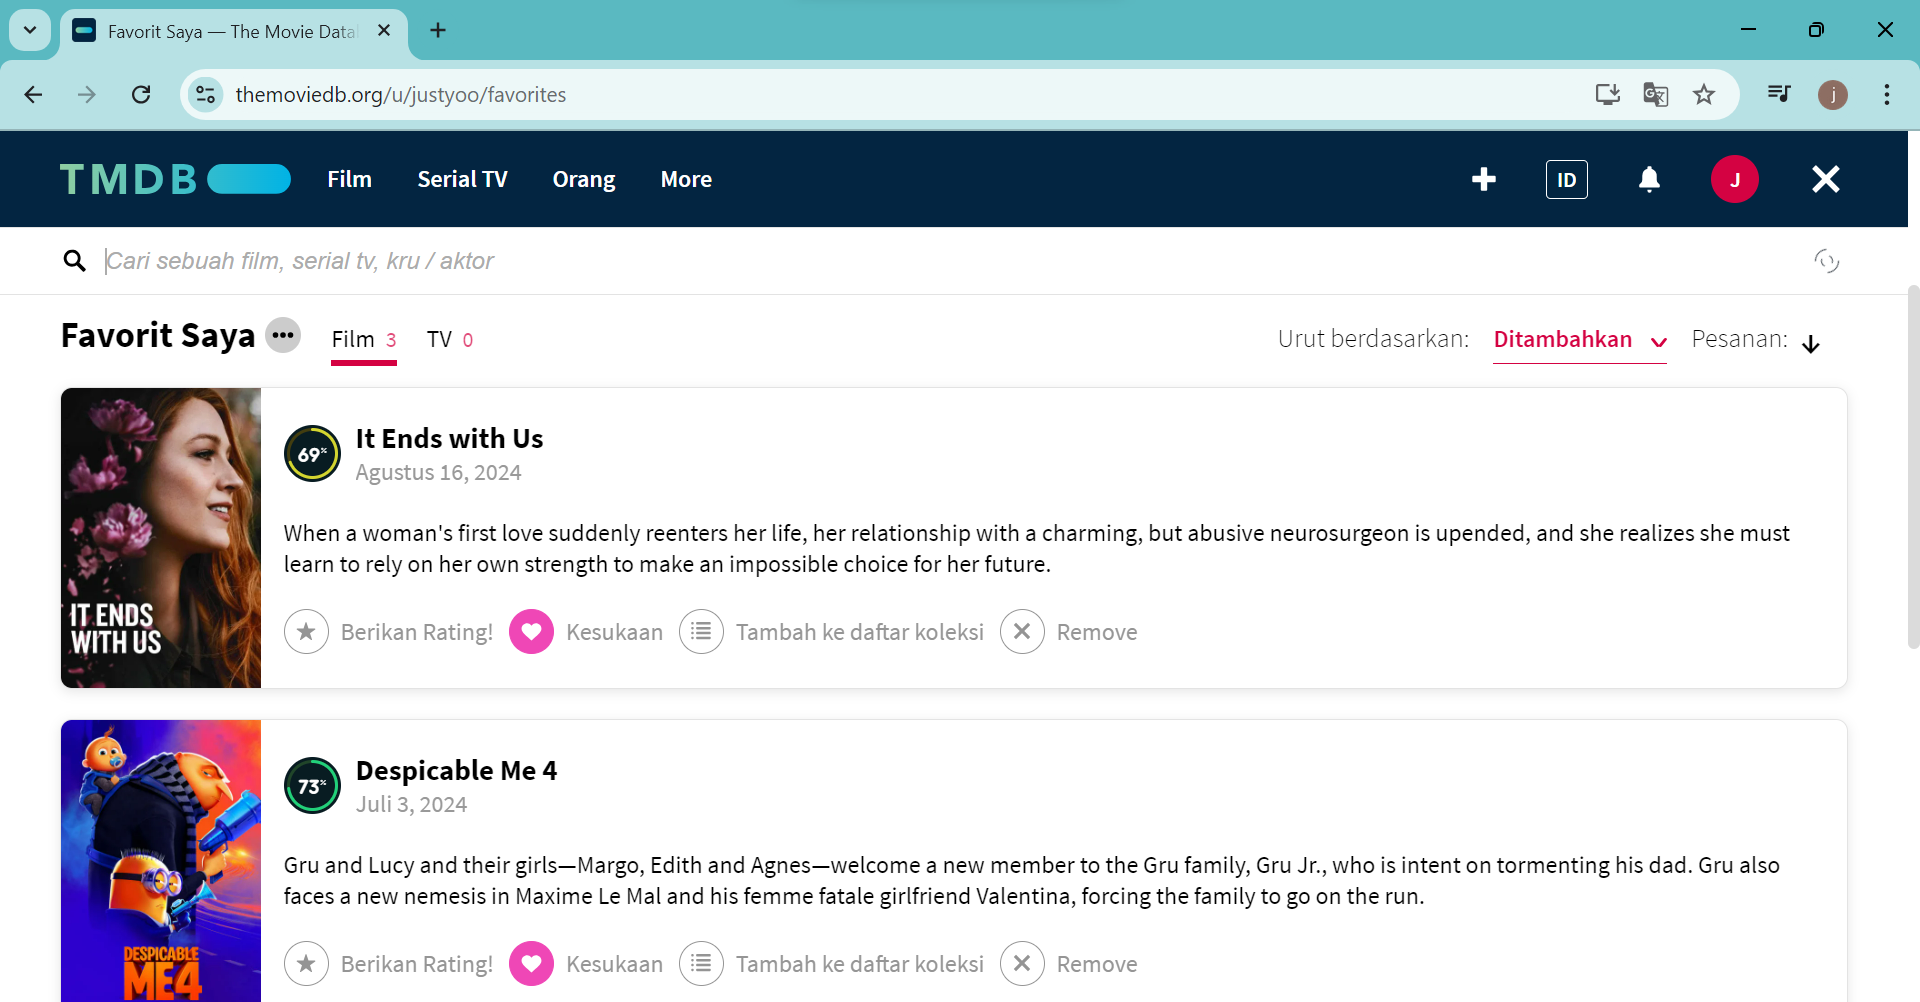 Favorit Saya — The Movie Data
themoviedb.org/u/justyoo/favorites
j
TMDB
Film
Serial TV
Orang
More
ID
J
Cari sebuah film, serial tv, kru / aktor
Favorit Saya
Film 3
TV 0
Urut berdasarkan: Ditambahkan
Pesanan:
IT ENDS
WITH US
69%
It Ends with Us
Agustus 16, 2024
When a woman's first love suddenly reenters her life, her relationship with a charming, but abusive neurosurgeon is upended, and she realizes she must
learn to rely on her own strength to make an impossible choice for her future.
Berikan Rating!
Kesukaan
Tambah ke daftar koleksi
Remove
DESPICABLE
ME4
73%
Despicable Me 4
Juli 3, 2024
Gru and Lucy and their girls—Margo, Edith and Agnes—welcome a new member to the Gru family, Gru Jr., who is intent on tormenting his dad. Gru also
faces a new nemesis in Maxime Le Mal and his femme fatale girlfriend Valentina, forcing the family to go on the run.
Berikan Rating!
Kesukaan
Tambah ke daftar koleksi
Remove